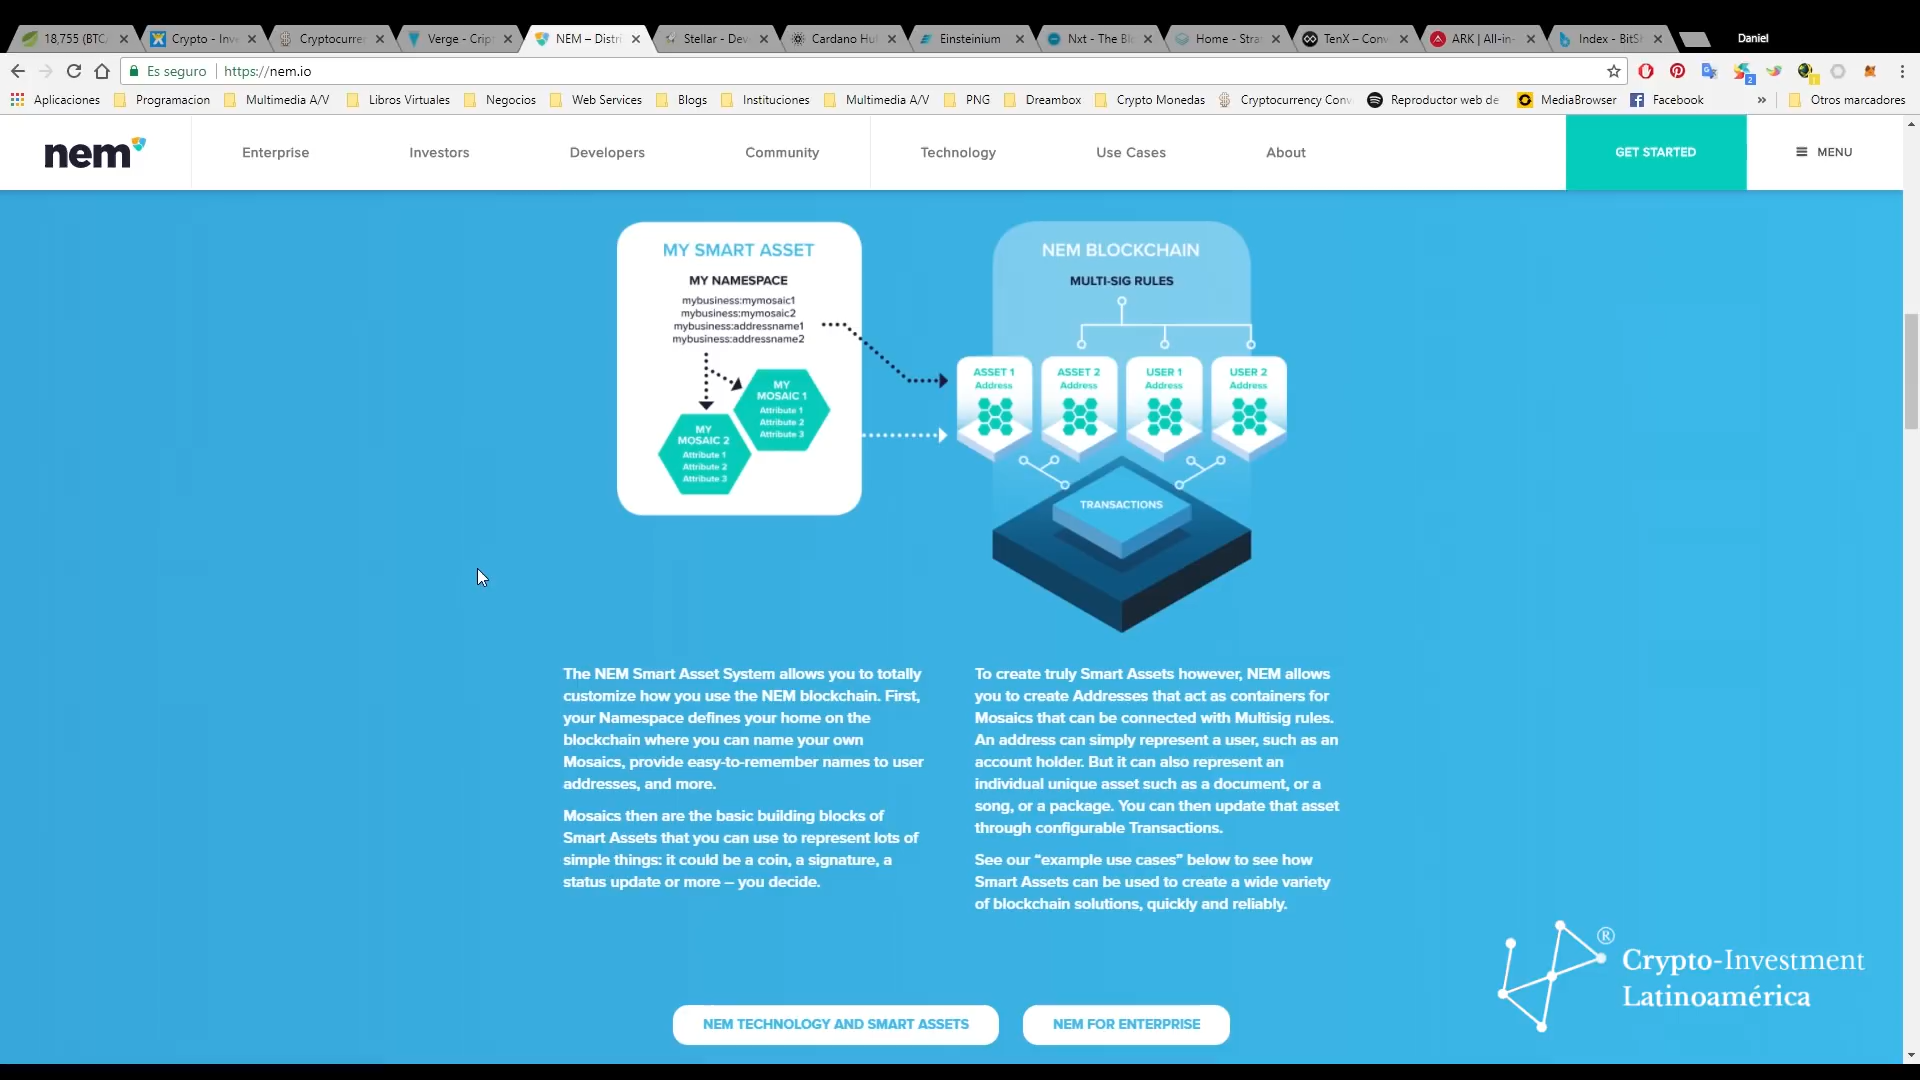 18,755 (BTC
Crypto - Inv
Cryptocurre
Verge - Crip
NEM – Distri
Stellar - Dev
Cardano Hu
Einsteinium
Nxt - The Bl
Home - Stra
TenX – Conv
ARK | All-in-
Index - BitSh
Daniel
Es seguro
https://nem.io
Aplicaciones
Programacion
Multimedia A/V
Libros Virtuales
Negocios
Web Services
Blogs
Instituciones
Multimedia A/V
PNG
Dreambox
Crypto Monedas
Cryptocurrency Conv
Reproductor web de
MediaBrowser
Facebook
»
Otros marcadores
nem
Enterprise
Investors
Developers
Community
Technology
Use Cases
About
GET STARTED
MENU
MY SMART ASSET
MY NAMESPACE
mybusiness:mymosaic1
mybusiness:mymosaic2
mybusiness:addressname1
mybusiness:addressname2
MY
MOSAIC 1
Attribute 1
Attribute 2
Attribute 3
MY
MOSAIC 2
Attribute 1
Attribute 2
Attribute 3
NEM BLOCKCHAIN
MULTI-SIG RULES
ASSET 1
Address
ASSET 2
Address
USER 1
Address
USER 2
Address
TRANSACTIONS
The NEM Smart Asset System allows you to totally
customize how you use the NEM blockchain. First,
your Namespace defines your home on the
blockchain where you can name your own
Mosaics, provide easy-to-remember names to user
addresses, and more.
Mosaics then are the basic building blocks of
Smart Assets that you can use to represent lots of
simple things: it could be a coin, a signature, a
status update or more – you decide.
To create truly Smart Assets however, NEM allows
you to create Addresses that act as containers for
Mosaics that can be connected with Multisig rules.
An address can simply represent a user, such as an
account holder. But it can also represent an
individual unique asset such as a document, or a
song, or a package. You can then update that asset
through configurable Transactions.
See our “example use cases” below to see how
Smart Assets can be used to create a wide variety
of blockchain solutions, quickly and reliably.
NEM TECHNOLOGY AND SMART ASSETS
NEM FOR ENTERPRISE
®
Crypto-Investment
Latinoamérica